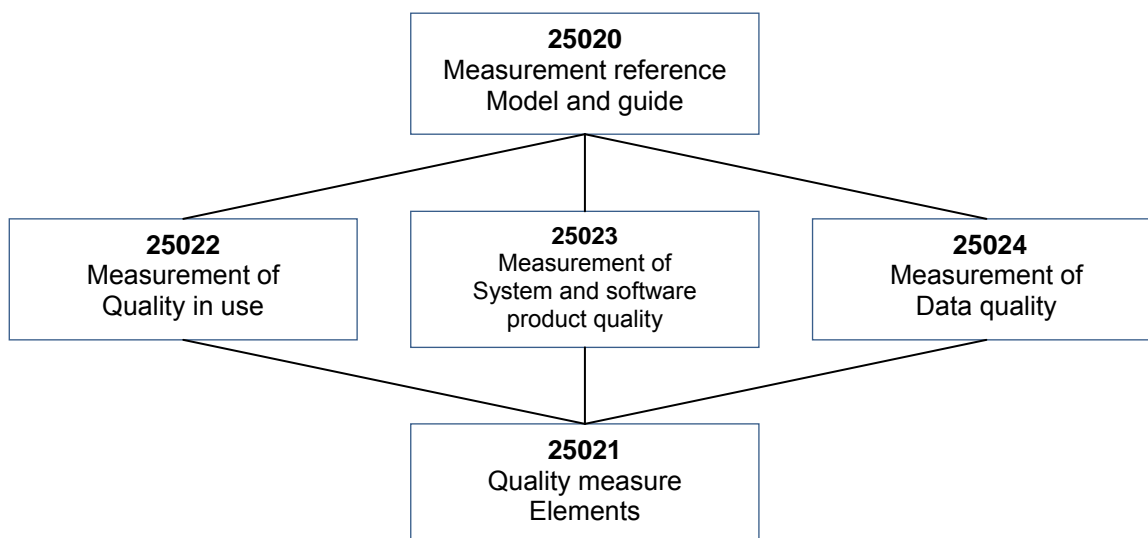 25020
Measurement reference
Model and guide
25022
Measurement of
Quality in use
25023
Measurement of
System and software
product quality
25024
Measurement of
Data quality
25021
Quality measure
Elements